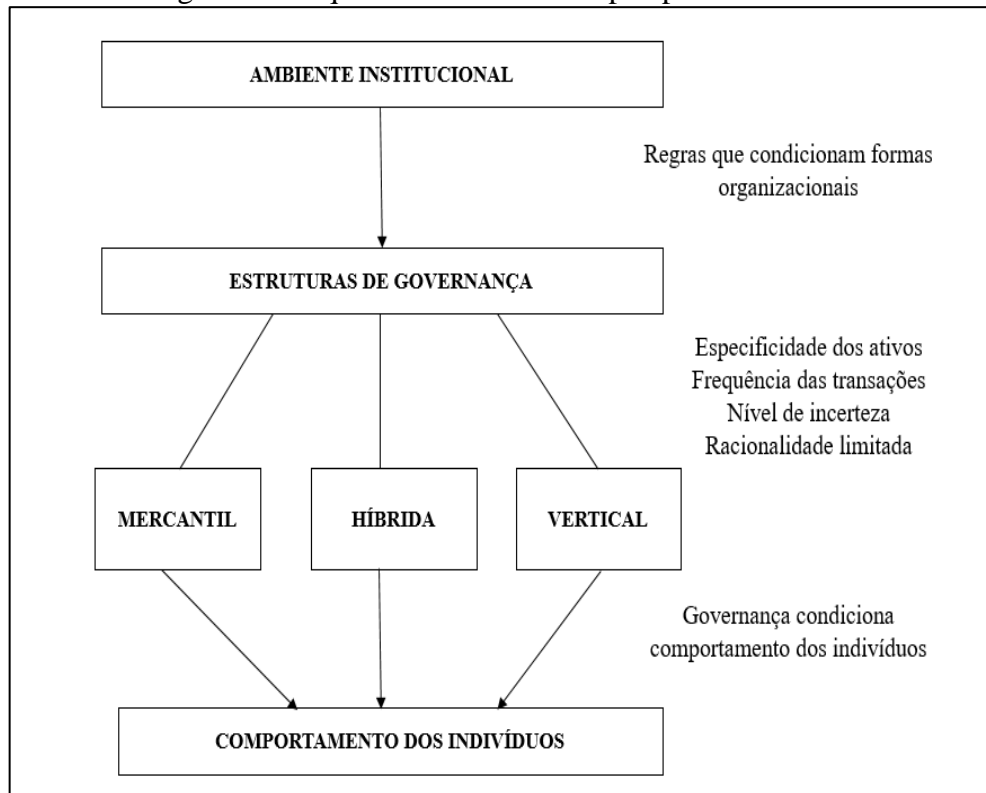 AMBIENTE INSTITUCIONAL
Regras que condicionam formas
organizacionais
ESTRUTURAS DE GOVERNANÇA
Especificidade dos ativos
Frequência das transações
Nível de incerteza
Racionalidade limitada
MERCANTIL
HÍBRIDA
VERTICAL
Governança condiciona
comportamento dos indivíduos
COMPORTAMENTO DOS INDIVÍDUOS